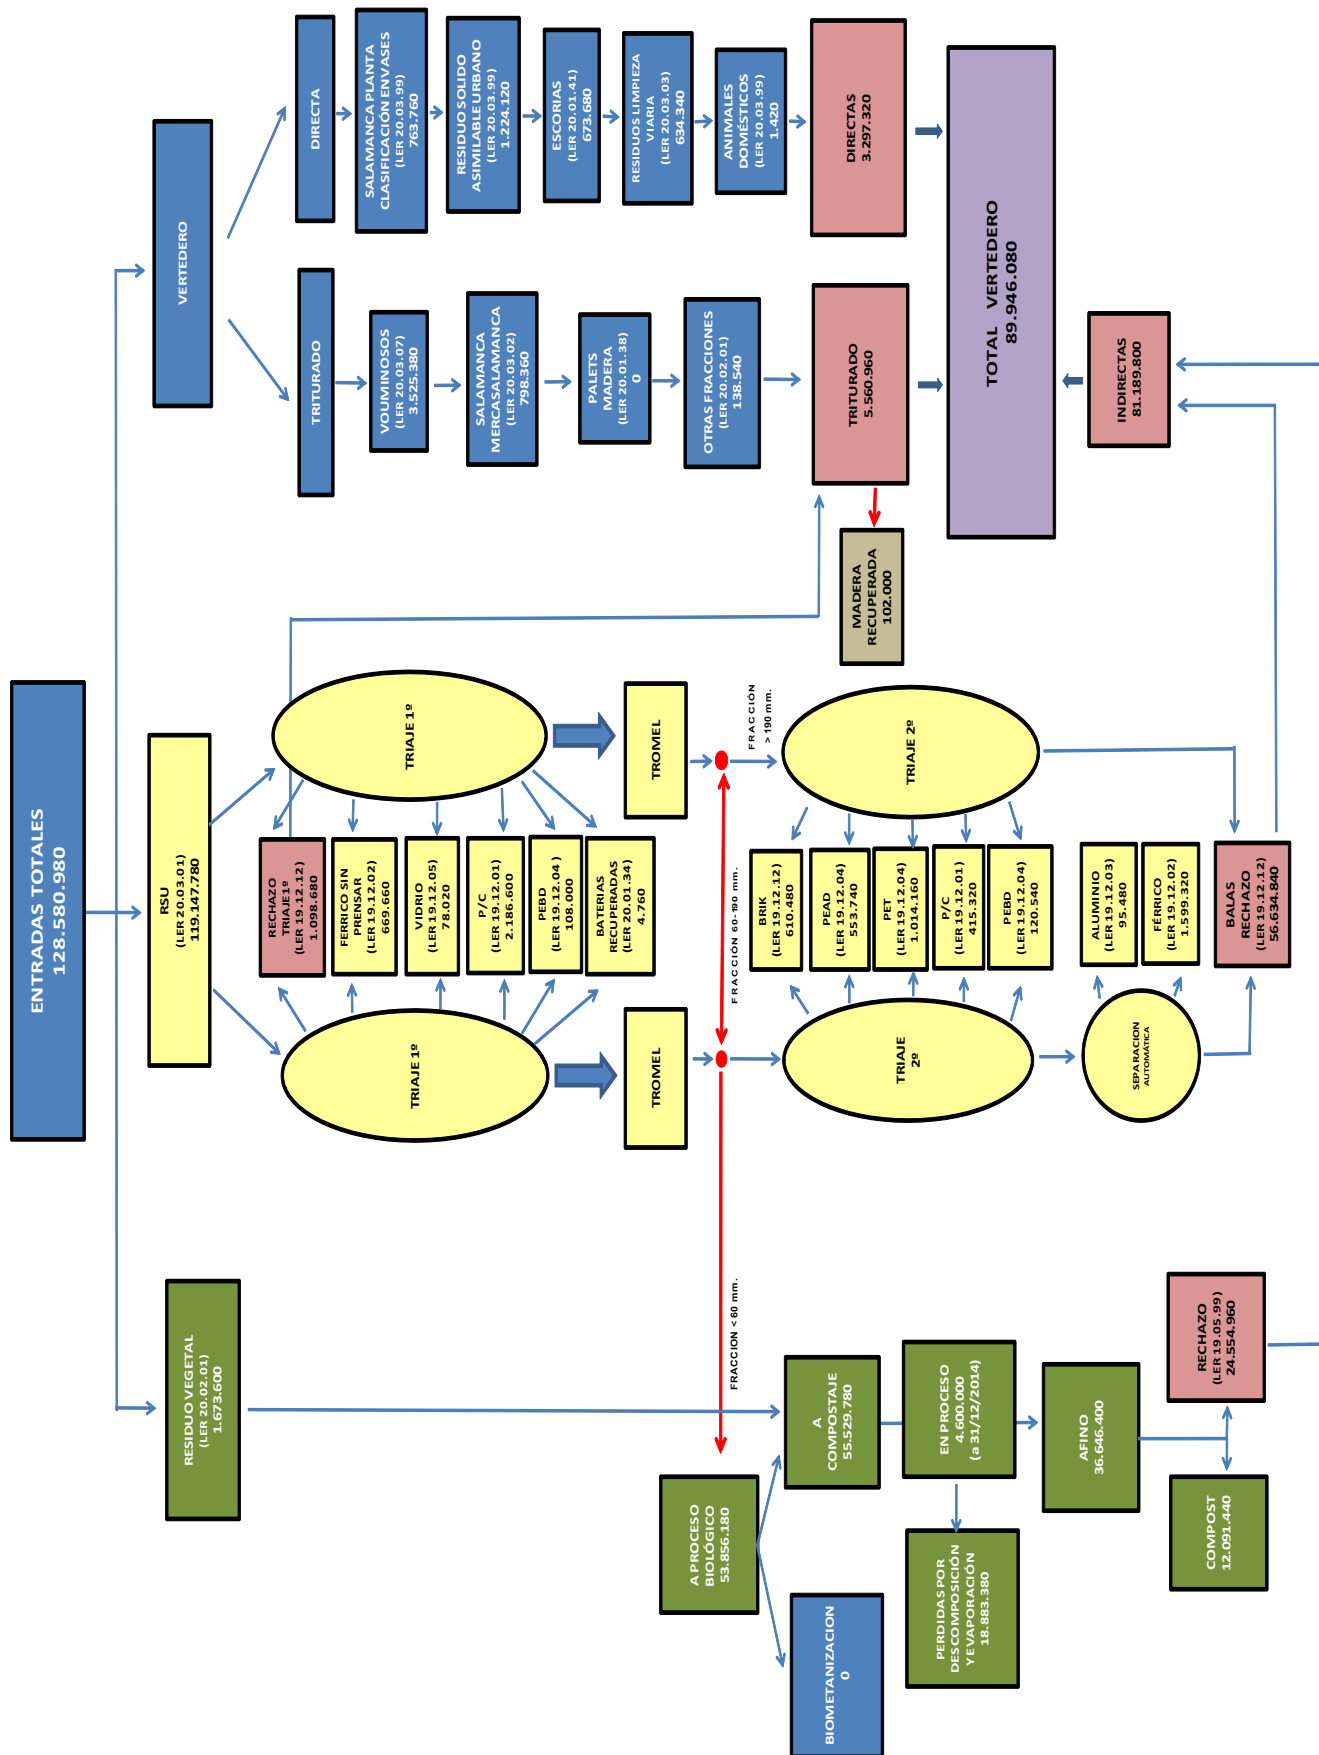 ENTRADAS TOTALES
128.580.980
RESIDUO VEGETAL
(LER 20.02.01)
1.673.600
RSU
(LER 20.03.01)
119.147.780
VERTEDERO
TRITURADO
DIRECTA
VOUMINOSOS
(LER 20.03.07)
3.525.380
SALAMANCA
MERCASALAMANCA
(LER 20.03.02)
798.360
PALETS
MADERA
(LER 20.01.38)
0
OTRAS FRACCIONES
(LER 20.02.01)
138.540
TRITURADO
5.560.960
MADERA
RECUPERADA
102.000
SALAMANCA PLANTA
CLASIFICACIÓN ENVASES
(LER 20.03.99)
763.760
RESIDUO SOLIDO
ASIMILABLE URBANO
(LER 20.03.99)
1.224.120
ESCORIAS
(LER 20.01.41)
673.680
RESIDUOS LIMPIEZA
VIARIA
(LER 20.03.03)
634.340
ANIMALES
DOMÉSTICOS
(LER 20.03.99)
1.420
DIRECTAS
3.297.320
TOTAL VERTEDERO
89.946.080
INDIRECTAS
81.189.800
TRIAJE 1º
RECHAZO
TRIAJE1º
(LER 19.12.12)
1.098.680
FERRICO SIN
PRENSAR
(LER 19.12.02)
669.660
VIDRIO
(LER 19.12.05)
78.020
P/C
(LER 19.12.01)
2.186.600
PEBD
(LER 19.12.04 )
108.000
BATERIAS
RECUPERADAS
(LER 20.01.34)
4.760
TRIAJE 1º
TROMEL
TROMEL
FRACCIÓN
> 190 mm.
FRACCIÓN 60-190 mm.
FRACCION < 60 mm.
TRIAJE
2º
BRIK
(LER 19.12.12)
610.480
PEAD
(LER 19.12.04)
553.740
PET
(LER 19.12.04)
1.014.160
P/C
(LER 19.12.01)
415.320
PEBD
(LER 19.12.04)
120.540
TRIAJE 2º
SEPARACION
AUTOMÁTICA
ALUMINIO
(LER 19.12.03)
95.480
FÉRRICO
(LER 19.12.02)
1.599.320
BALAS
RECHAZO
(LER 19.12.12)
56.634.840
A PROCESO
BIOLÓGICO
53.856.180
BIOMETANIZACION
0
A
COMPOSTAJE
55.529.780
EN PROCESO
4.600.000
(a 31/12/2014)
PERDIDAS POR
DESCOMPOSICIÓN
Y EVAPORACIÓN
18.883.380
AFINO
36.646.400
COMPOST
12.091.440
RECHAZO
(LER 19.05.99)
24.554.960